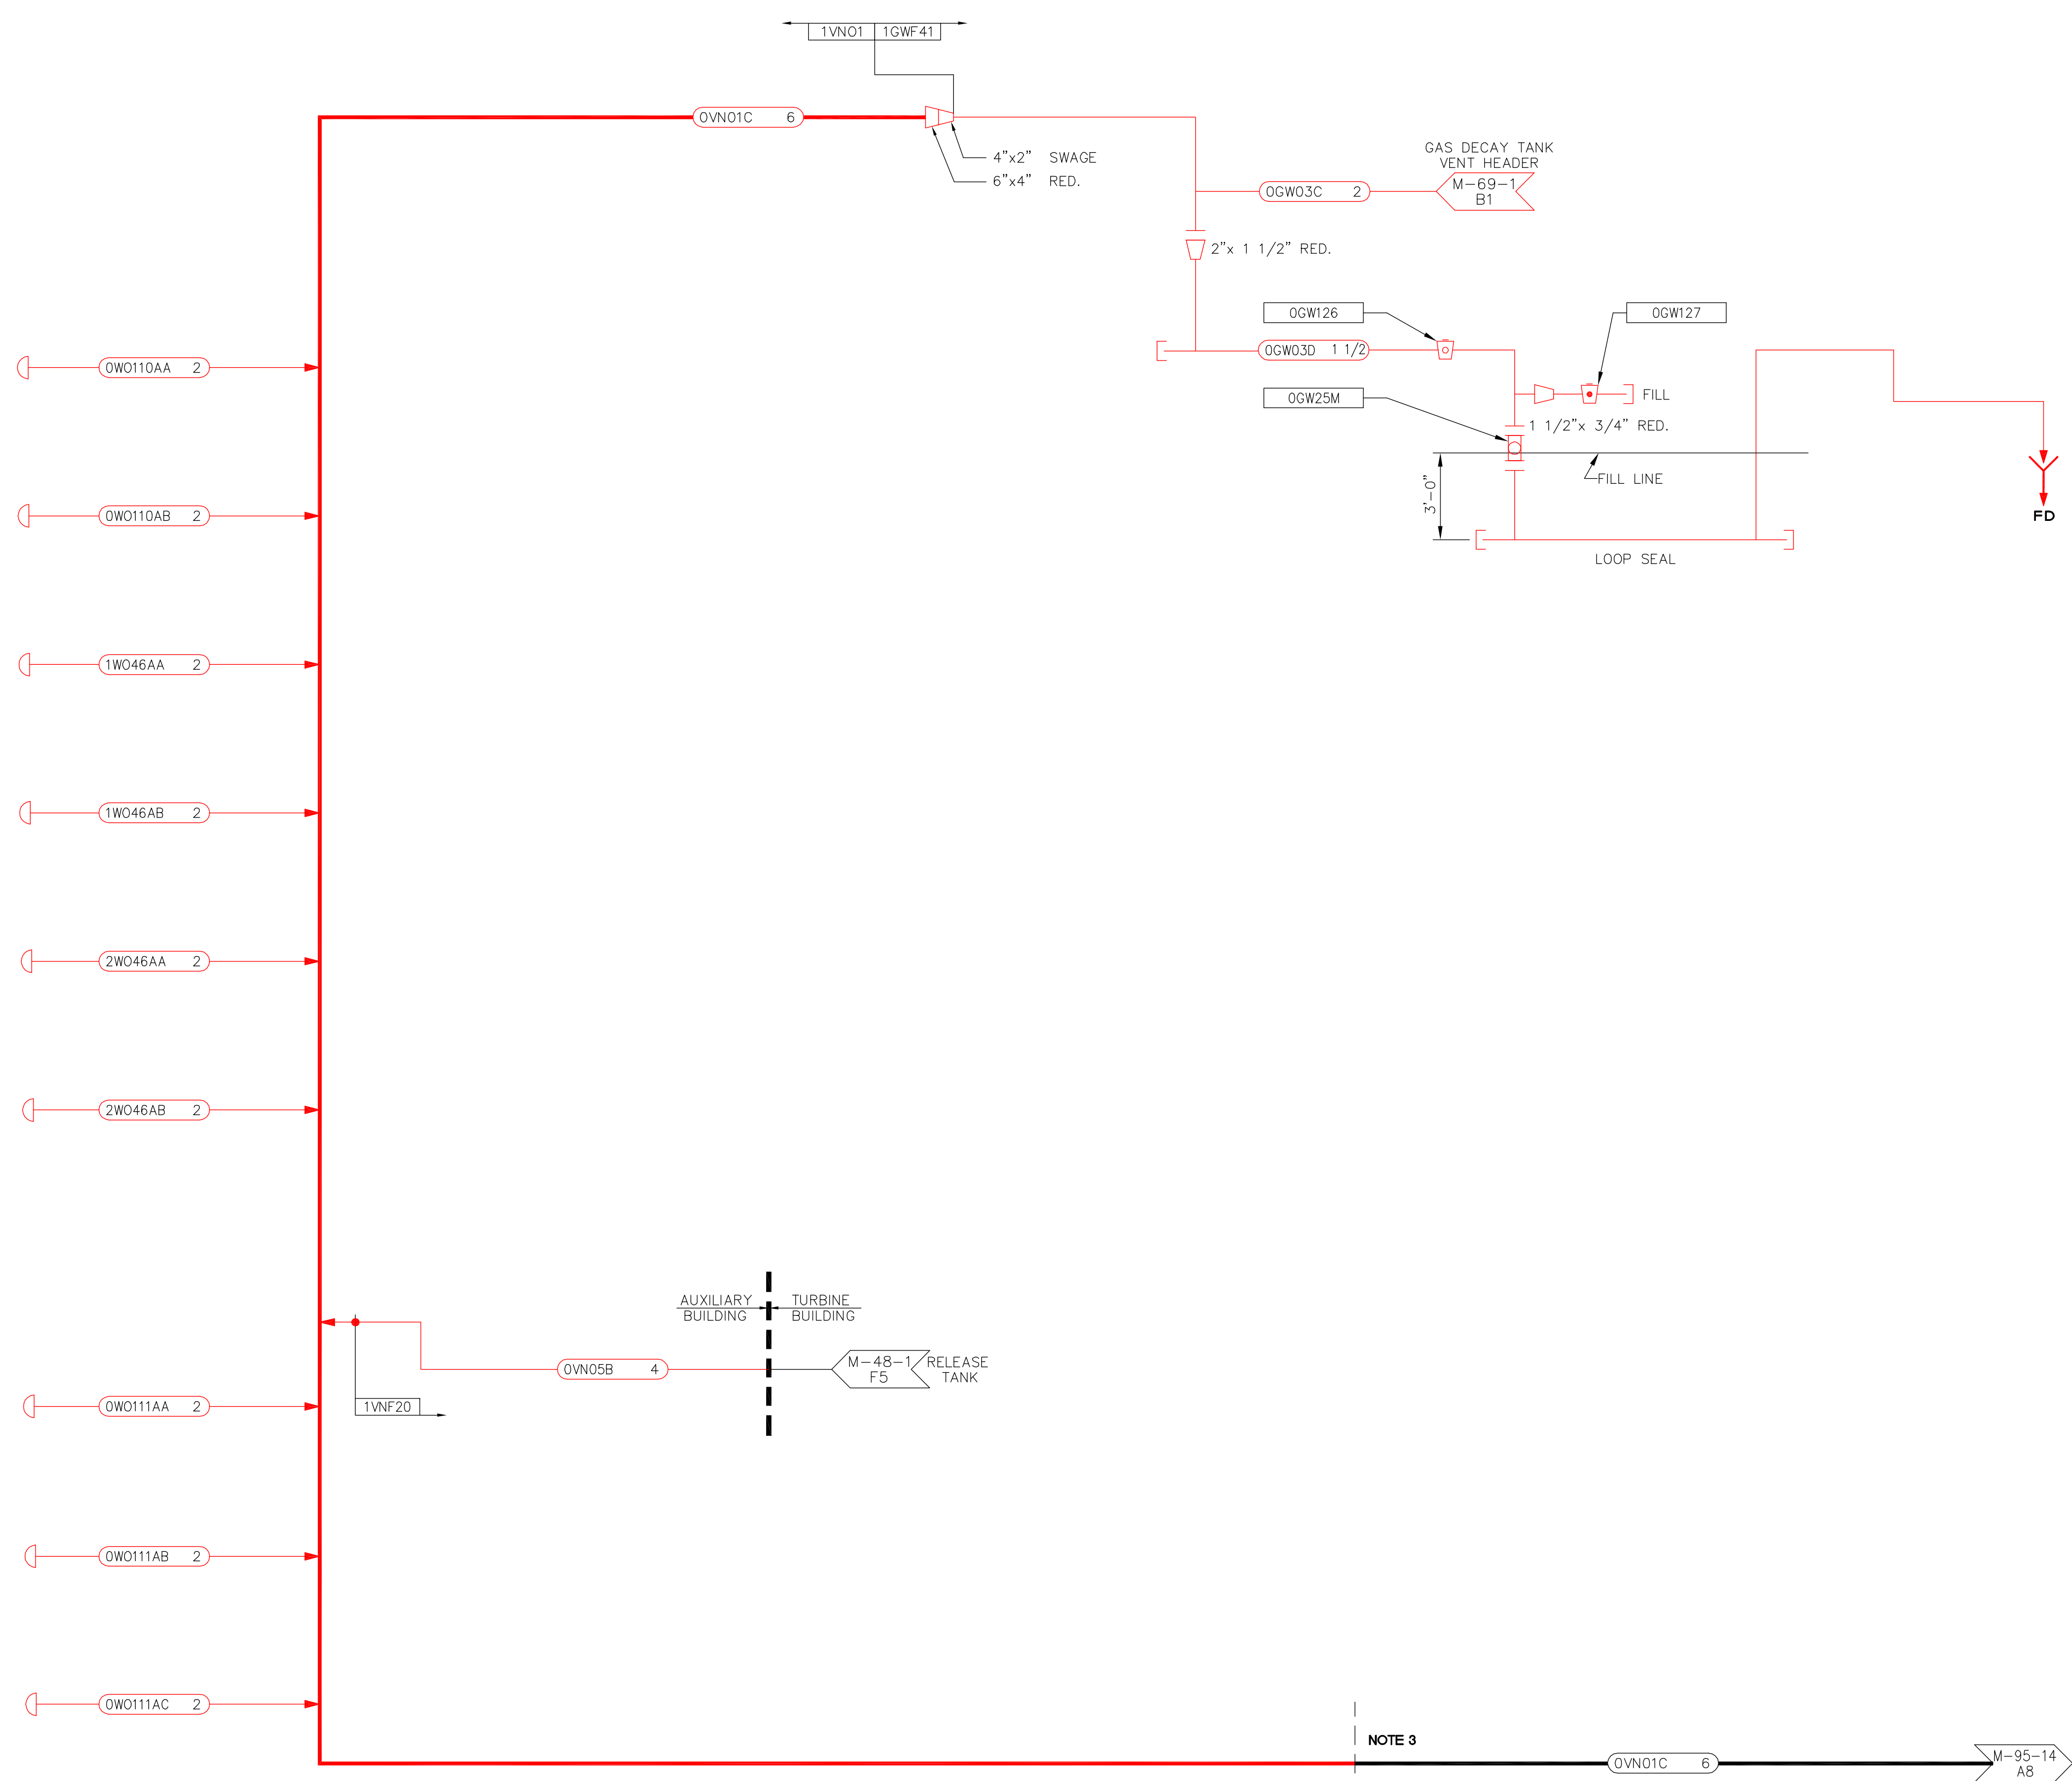 1VN01 1GWF41
0VN01C 6
4"x2" SWAGE
6"x4" RED.
GAS DECAY TANK
VENT HEADER
M-69-1
B1
0GW03C 2
2"x 1 1/2" RED.
0GW126
0GW127
0GW03D 1 1/2
0WO110AA 2
0GW25M
FILL
1 1/2"x 3/4" RED.
FILL LINE
3'-0"
0WO110AB 2
FD
LOOP SEAL
1WO46AA 2
1WO46AB 2
2WO46AA 2
2WO46AB 2
AUXILIARY
BUILDING
TURBINE
BUILDING
0VN05B 4
M-48-1
F5
RELEASE
TANK
1VNF20
0WO111AA 2
0WO111AB 2
0WO111AC 2
NOTE 3
0VN01C 6
M-95-14
A8